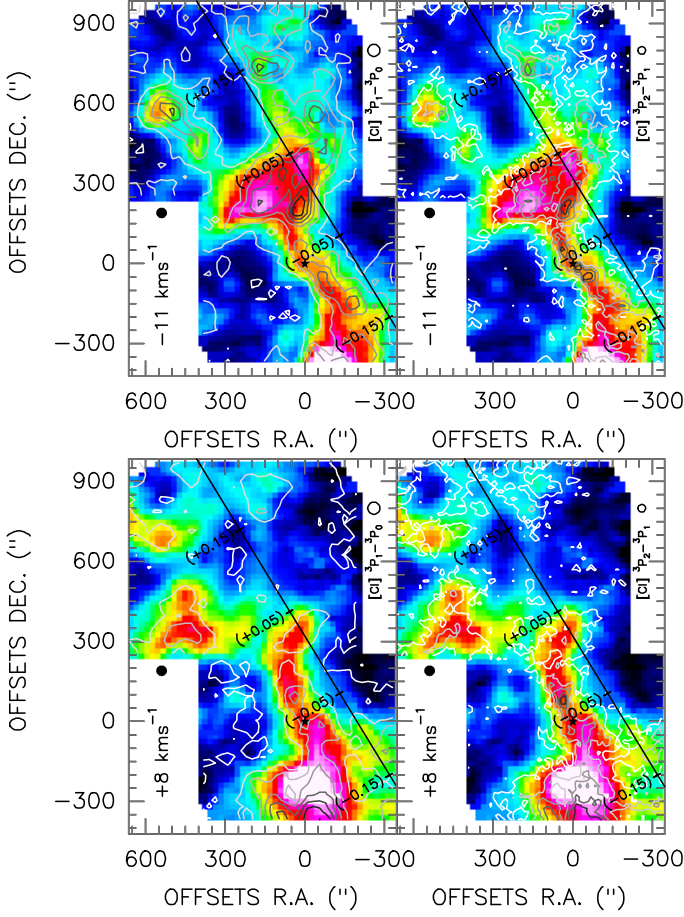 900
600
300
0
−300
OFFSETS DEC. (")
(+0.15)
(+0.05)
(−0.05)
(−0.15)
[CI] ³P₁−³P₀
−11 kms⁻¹
600 300 0 −300
OFFSETS R.A. (")
(+0.15)
(+0.05)
(−0.05)
(−0.15)
[CI] ³P₂−³P₁
−11 kms⁻¹
300 0 −300
OFFSETS R.A. (")
900
600
300
0
−300
OFFSETS DEC. (")
(+0.15)
(+0.05)
(−0.05)
(−0.15)
[CI] ³P₁−³P₀
+8 kms⁻¹
600 300 0 −300
OFFSETS R.A. (")
(+0.15)
(+0.05)
(−0.05)
(−0.15)
[CI] ³P₂−³P₁
+8 kms⁻¹
300 0 −300
OFFSETS R.A. (")